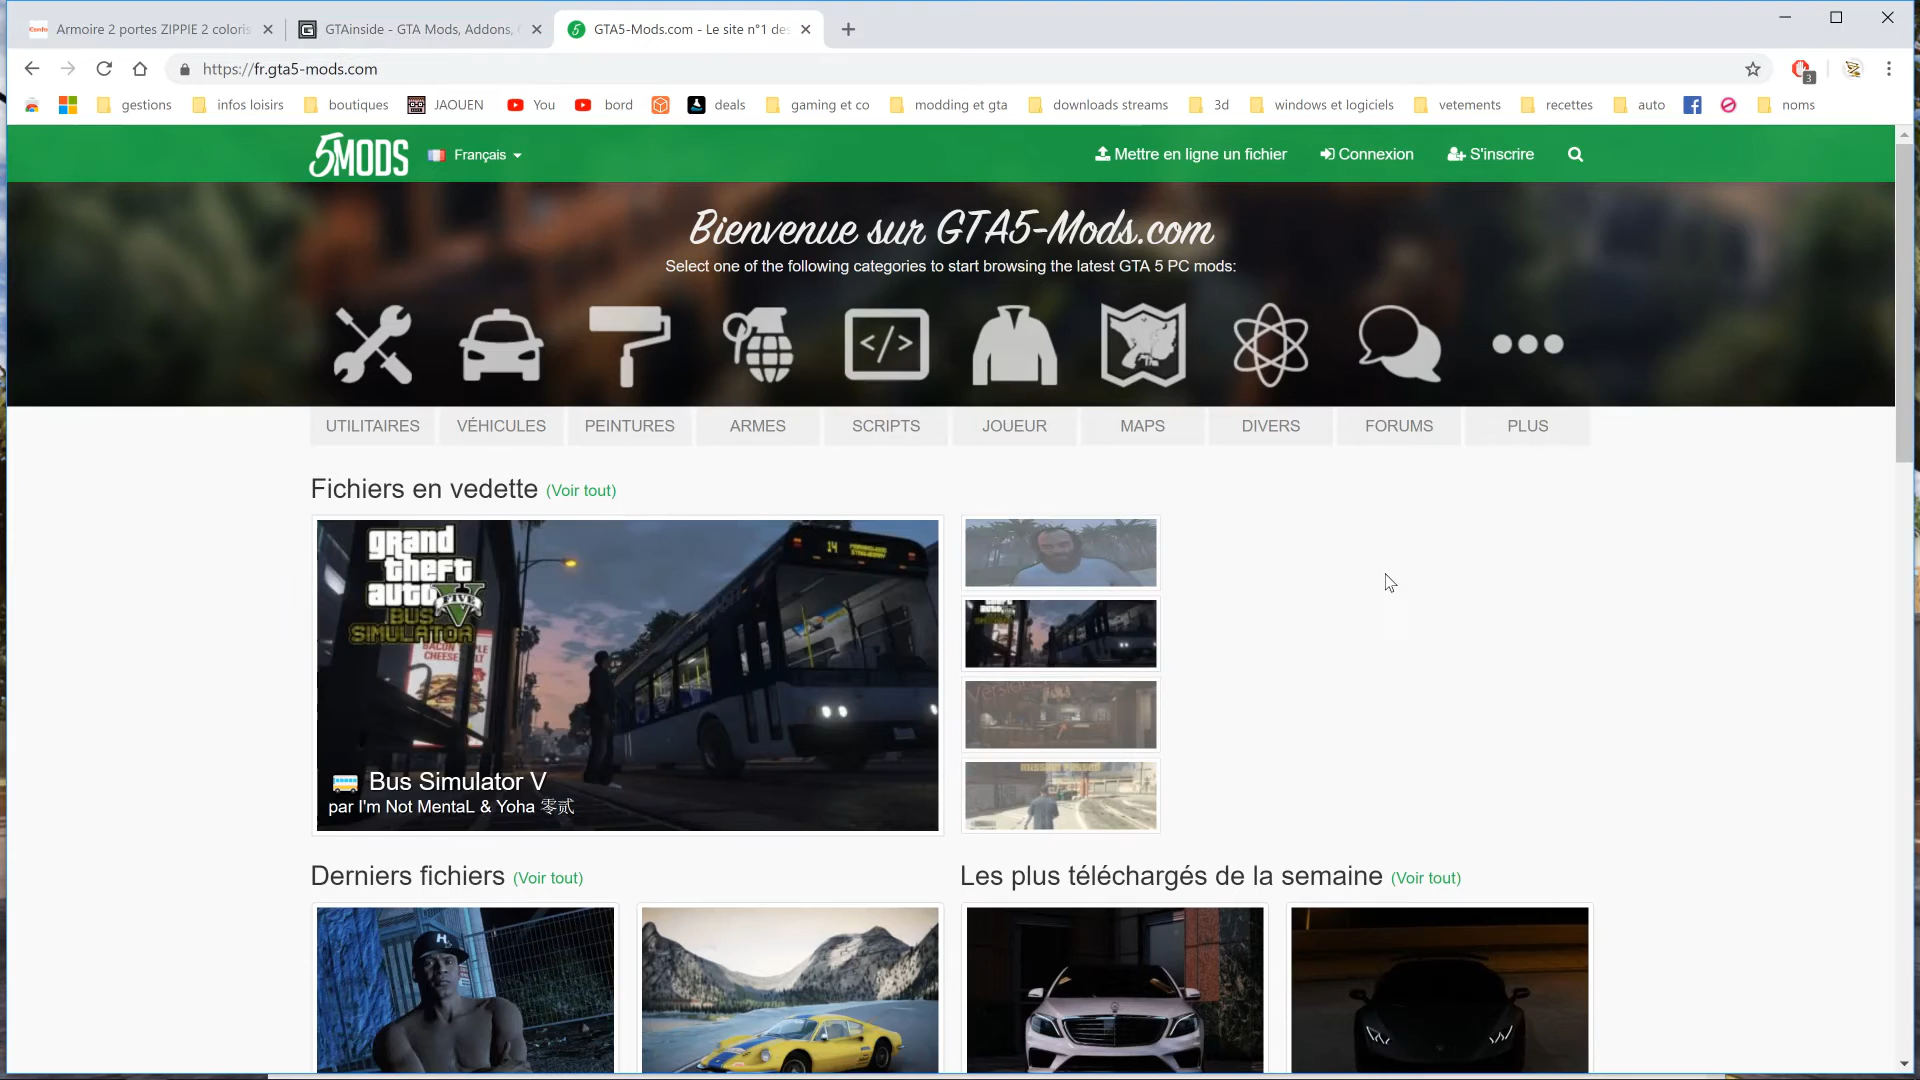 Armoire 2 portes ZIPPIE 2 coloris
GTAinside - GTA Mods, Addons,
GTA5-Mods.com - Le site n°1 des
https://fr.gta5-mods.com
3
gestions
infos loisirs
boutiques
JAOUEN
You
bord
deals
gaming et co
modding et gta
downloads streams
3d
windows et logiciels
vetements
recettes
auto
noms
5MODS
Français
Mettre en ligne un fichier
Connexion
S'inscrire
Bienvenue sur GTA5-Mods.com
Select one of the following categories to start browsing the latest GTA 5 PC mods:
UTILITAIRES
VÉHICULES
PEINTURES
ARMES
SCRIPTS
JOUEUR
MAPS
DIVERS
FORUMS
PLUS
Fichiers en vedette (Voir tout)
grand
theft
auto V
FIVE
BUS
SIMULATOR
14
Bus Simulator V
par I'm Not MentaL & Yoha 零贰
Derniers fichiers (Voir tout)
Les plus téléchargés de la semaine (Voir tout)